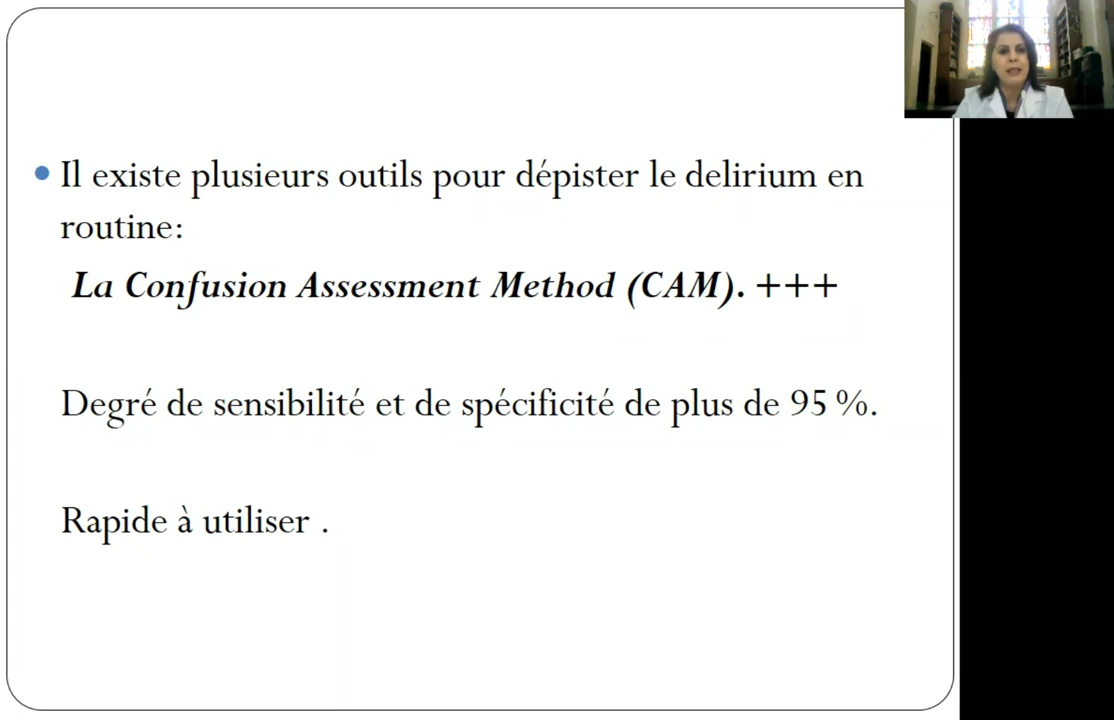 Il existe plusieurs outils pour dépister le delirium en
routine:
La Confusion Assessment Method (CAM). +++
Degré de sensibilité et de spécificité de plus de 95 %.
Rapide à utiliser .